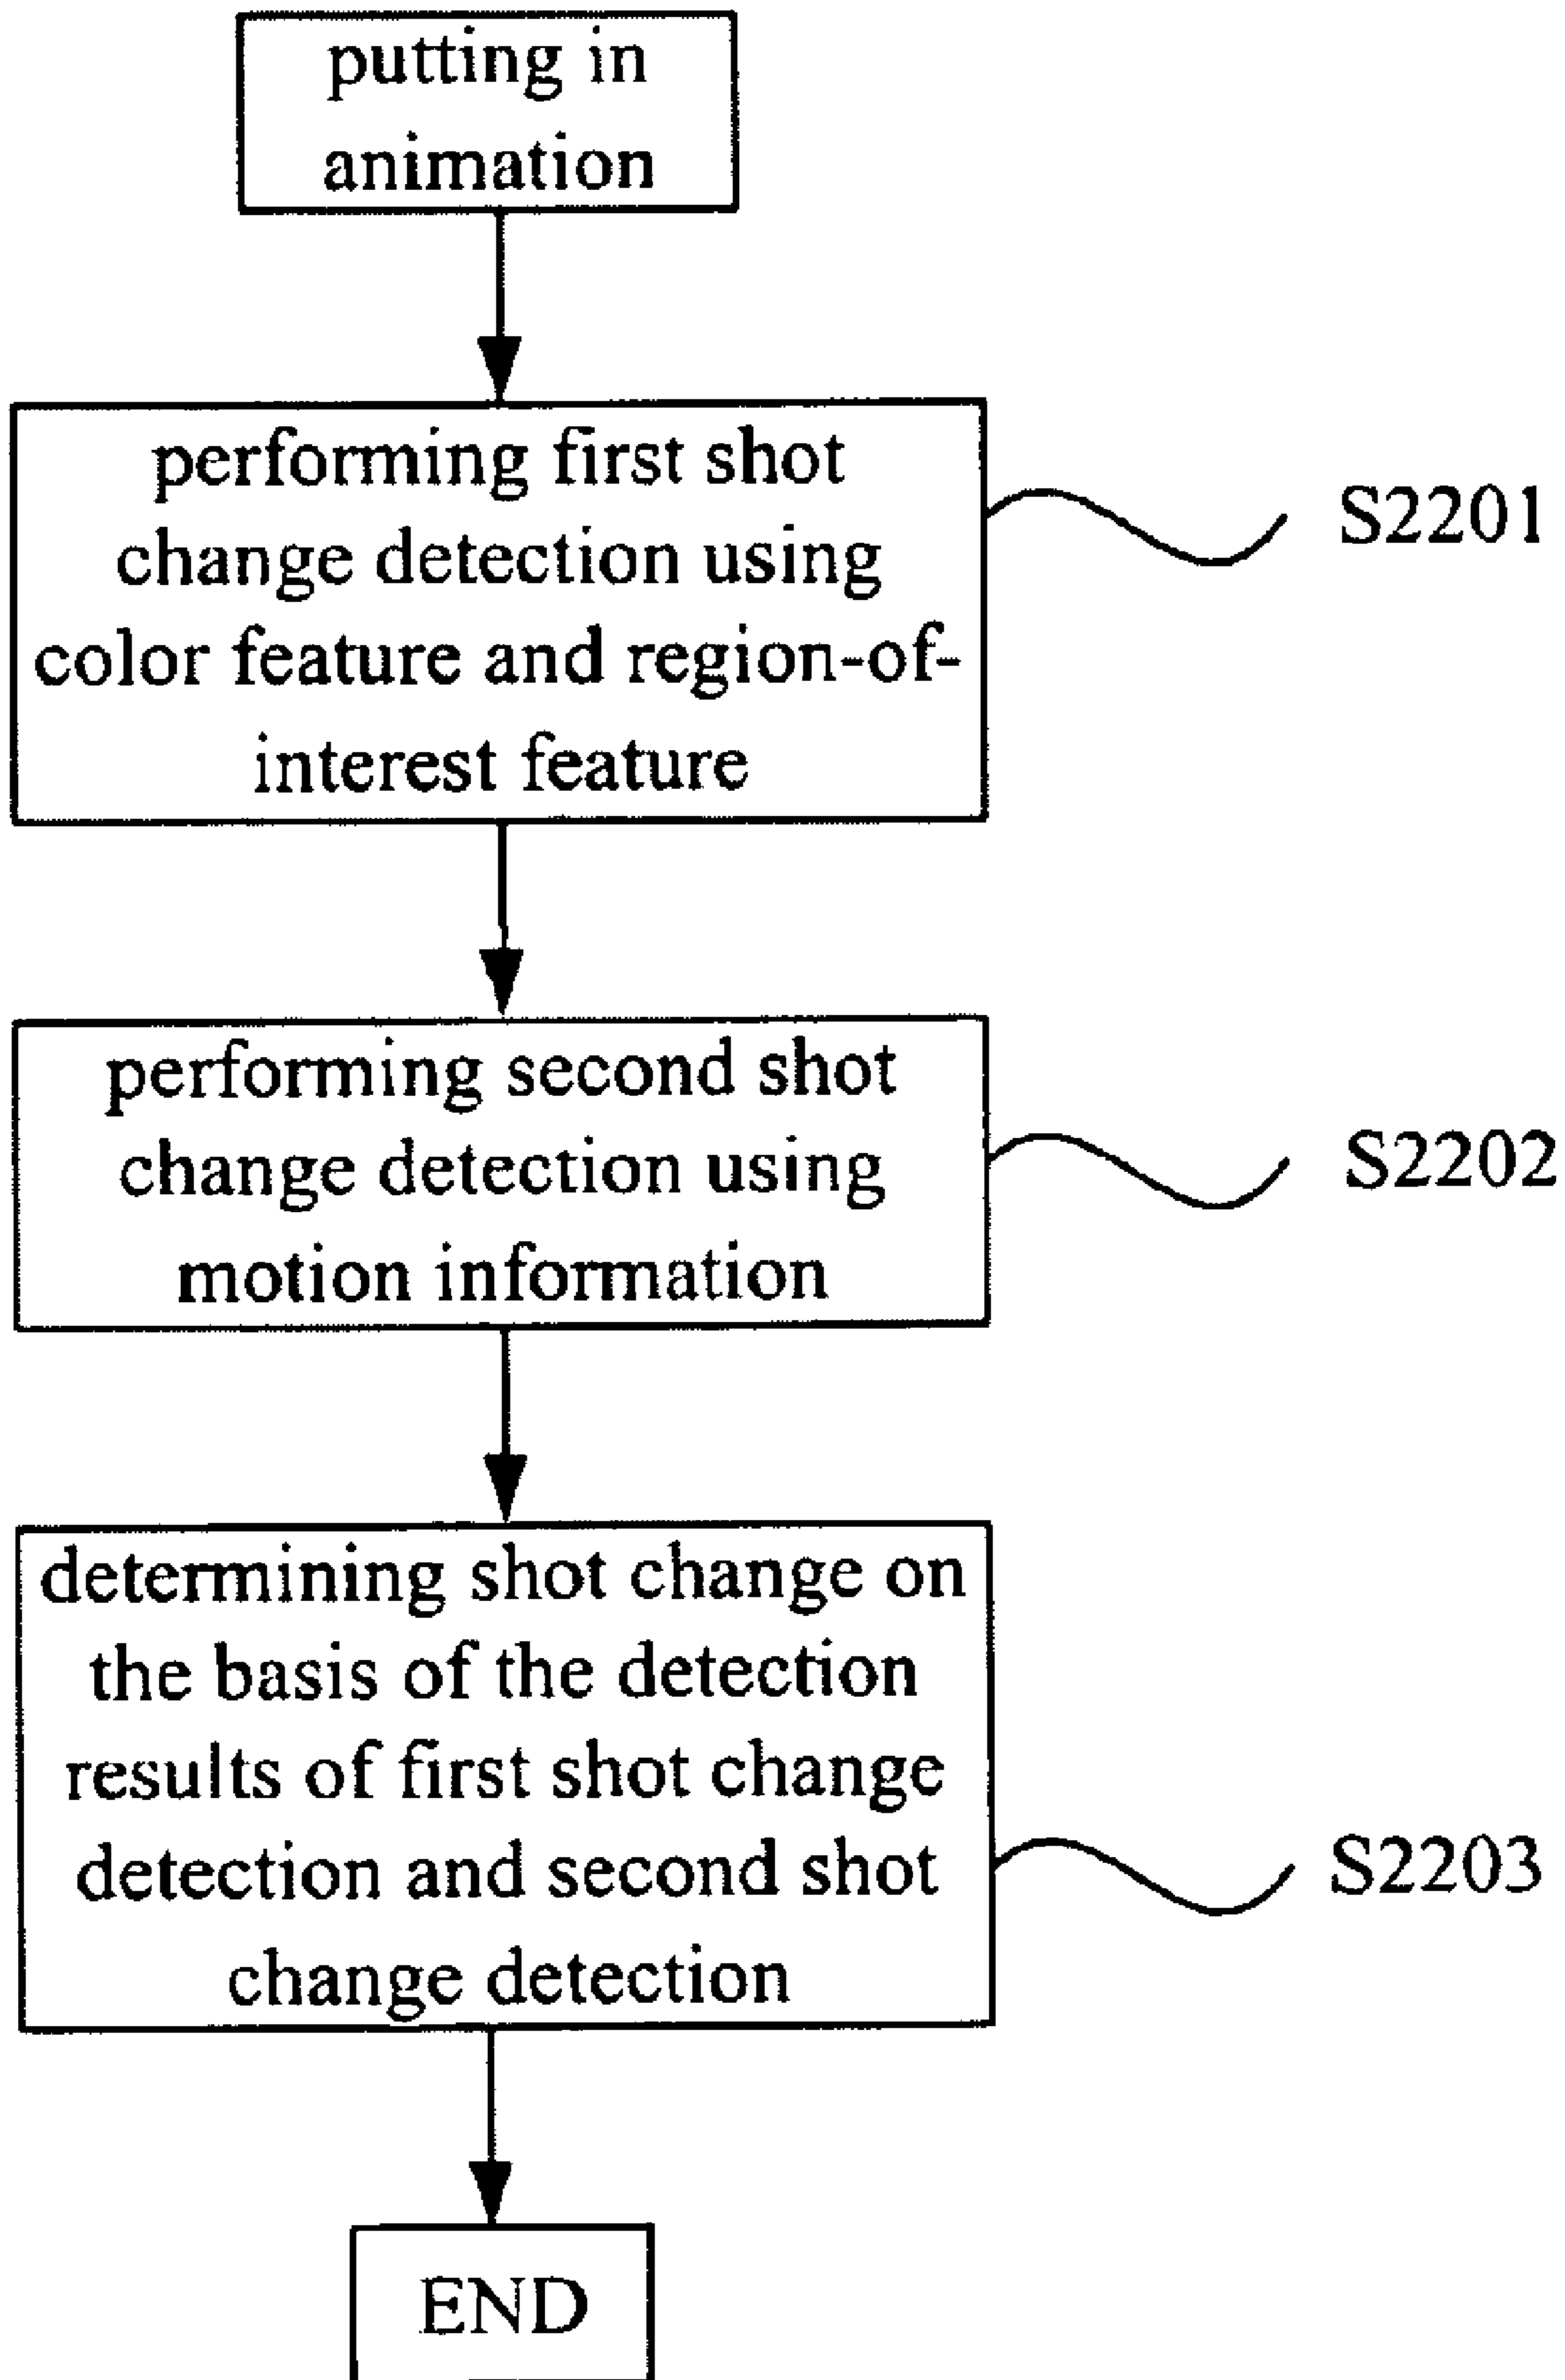 putting in
animation
performing first shot
change detection using
color feature and region-of-
interest feature
S2201
performing second shot
change detection using
motion information
S2202
determining shot change on
the basis of the detection
results of first shot change
detection and second shot
change detection
S2203
END